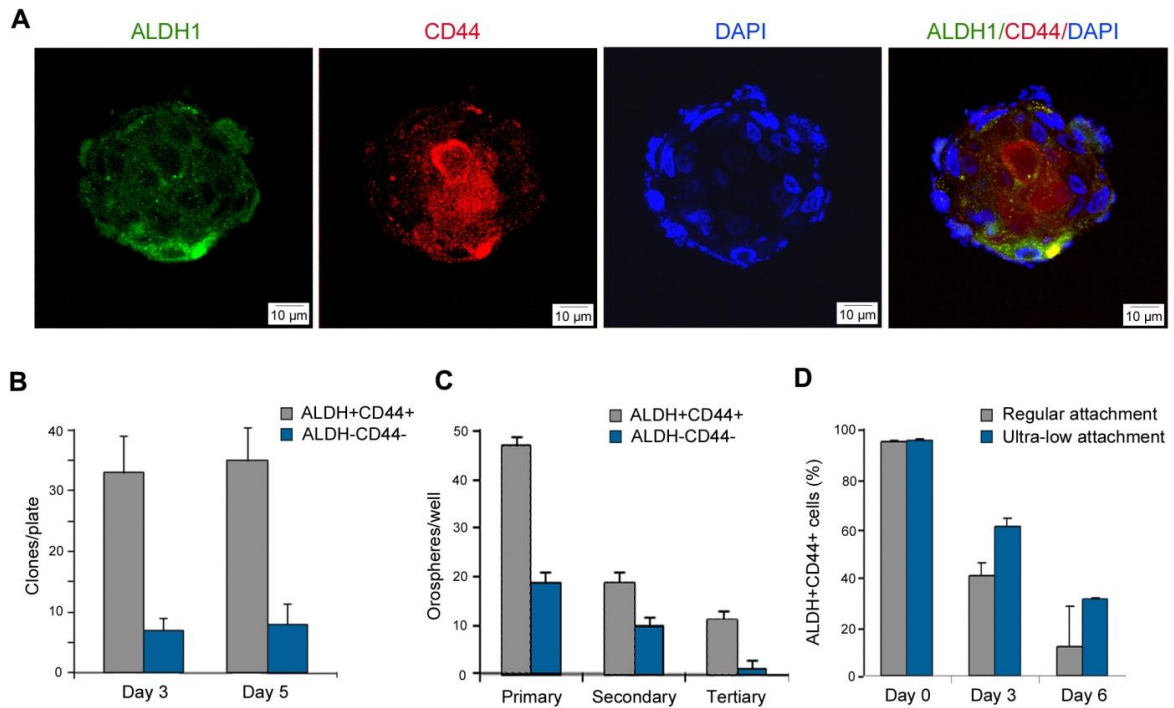 A
ALDH1
CD44
DAPI
ALDH1/CD44/DAPI
10 µm
10 µm
10 µm
10 µm
B
ALDH+CD44+
ALDH-CD44-
Clones/plate
40
30
20
10
0
Day 3
Day 5
C
ALDH+CD44+
ALDH-CD44-
Orospheres/well
50
40
30
20
10
0
Primary
Secondary
Tertiary
D
Regular attachment
Ultra-low attachment
ALDH+CD44+ cells (%)
100
80
60
40
20
0
Day 0
Day 3
Day 6